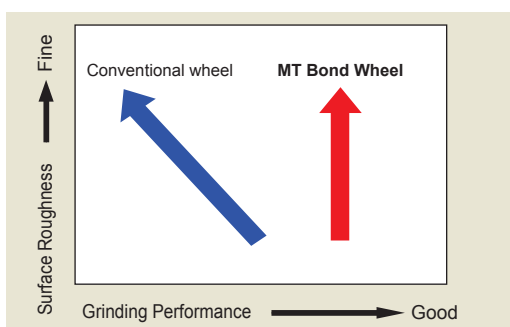 Conventional wheel
MT Bond Wheel
Surface Roughness Fine
Grinding Performance Good